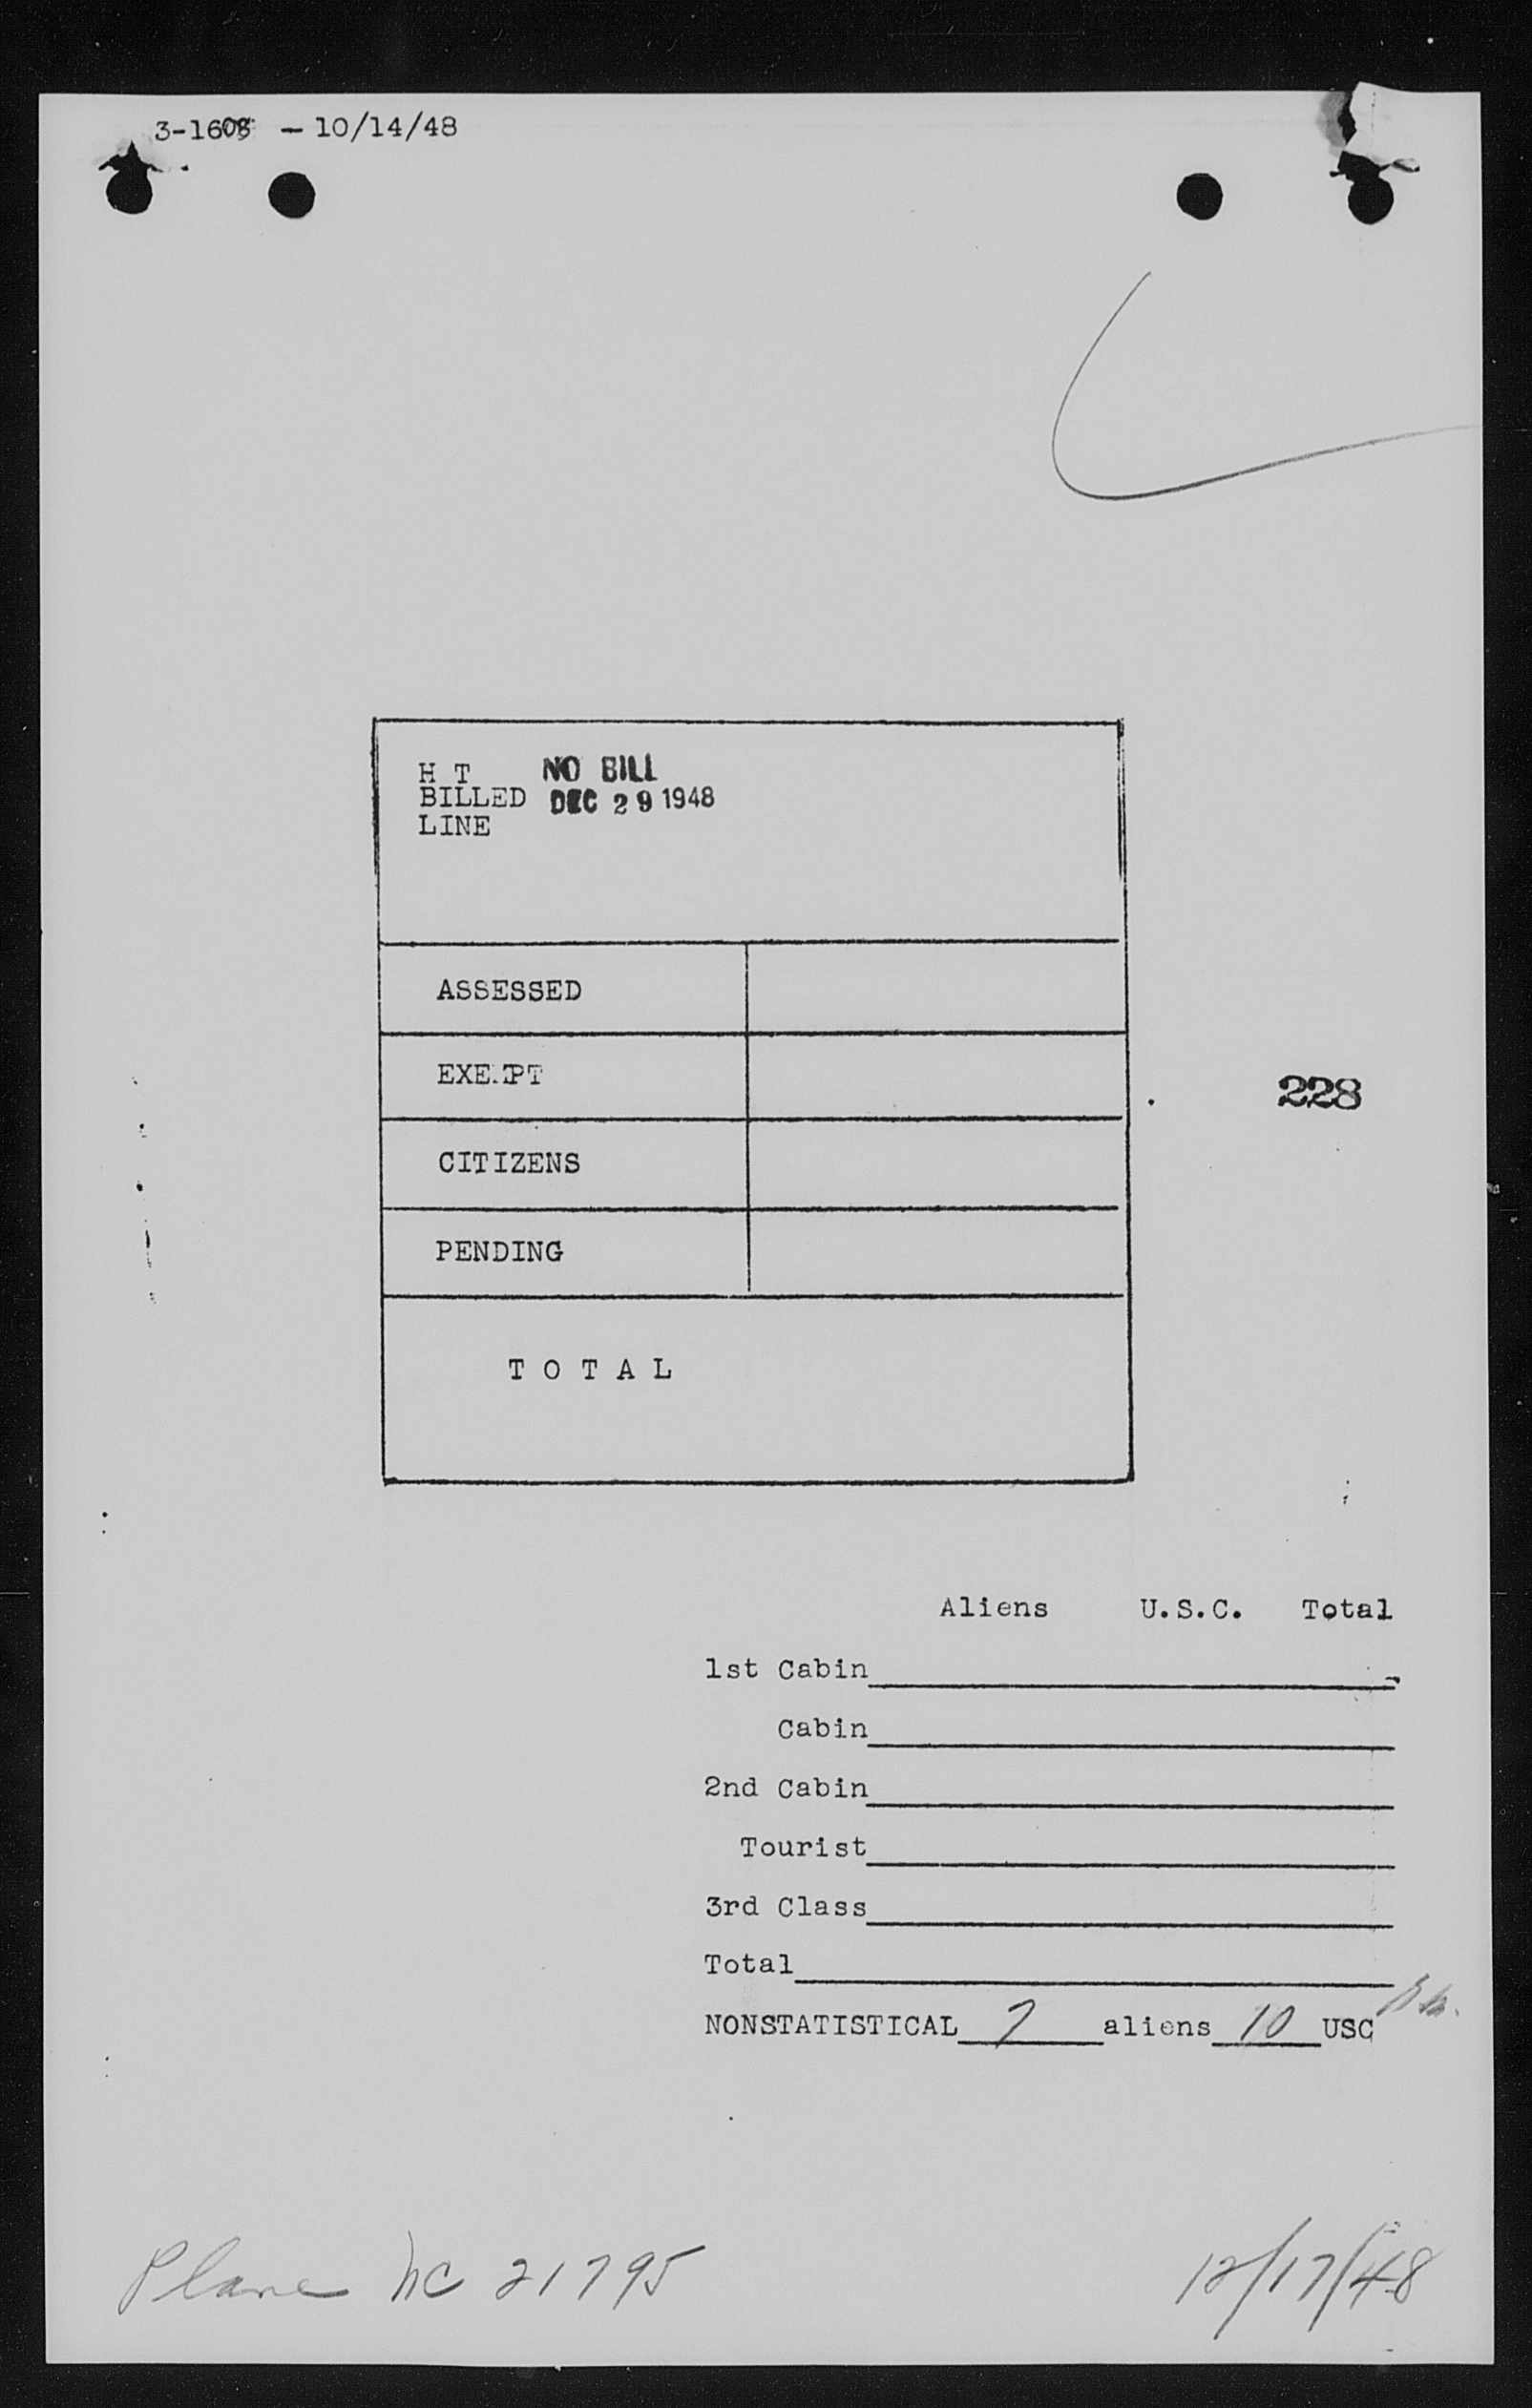 3-1608 - 10/14/48
H T NO BILL
BILLED DEC 29 1948
LINE
ASSESSED
EXEMPT
228
CITIZENS
PENDING
T O T A L
Aliens U.S.C. Total
1st Cabin
Cabin
2nd Cabin
Tourist
3rd Class
Total
NONSTATISTICAL 7 aliens 10 USC
Plane NC 21795 12/17/48